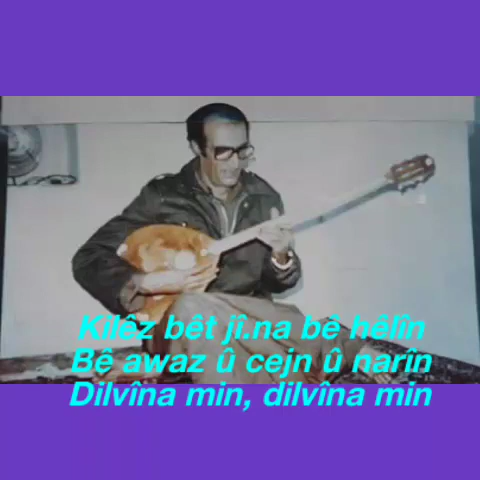 Kilêz bêt jî.na bê hêlîn
Bê awaz û cejn û narîn
Dilvîna min, dilvîna min